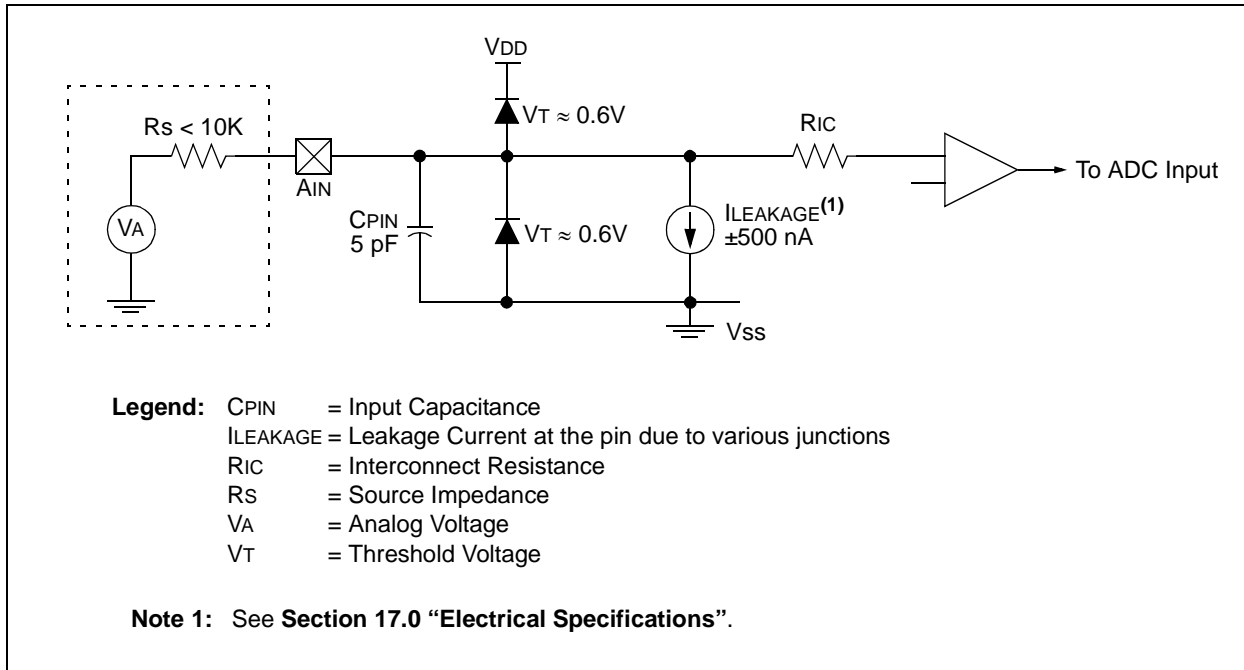 VDD
VT ≈ 0.6V
Rs < 10K
RIC
AIN
To ADC Input
CPIN
5 pF
VA
VT ≈ 0.6V
ILEAKAGE(1)
±500 nA
Vss
Legend: CPIN = Input Capacitance
ILEAKAGE = Leakage Current at the pin due to various junctions
RIC = Interconnect Resistance
RS = Source Impedance
VA = Analog Voltage
VT = Threshold Voltage
Note 1: See Section 17.0 “Electrical Specifications”.